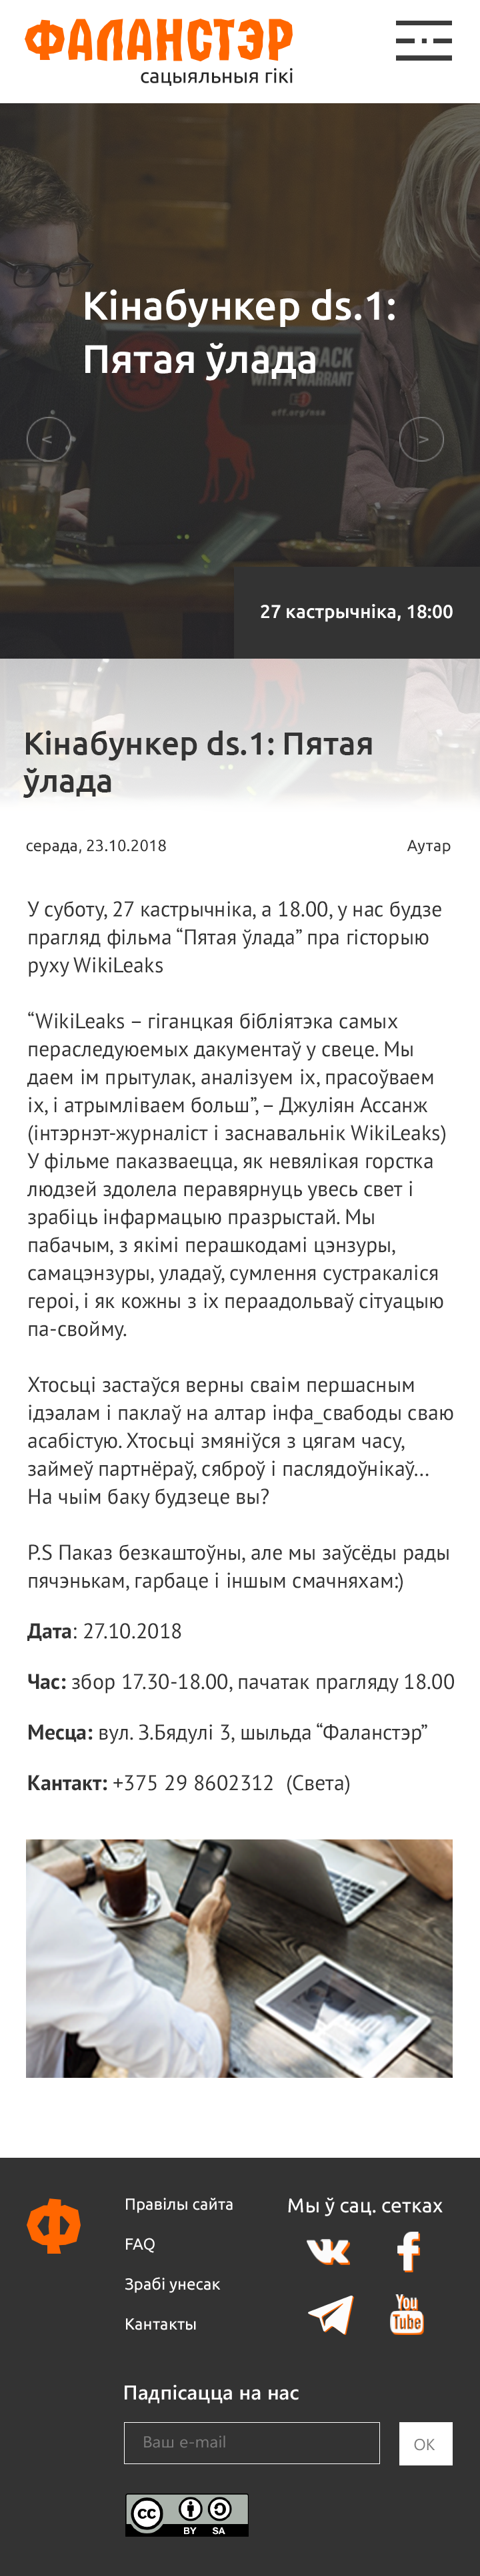 ФАЛАНСТЭР
сацыяльныя гікі
Кінабункер ds.1:
Пятая ўлада
COME BACK
WITH A WARRANT
eff.org/nsa
<
>
27 кастрычніка, 18:00
Кінабункер ds.1: Пятая
ўлада
серада, 23.10.2018
Аутар
У суботу, 27 кастрычніка, а 18.00, у нас будзе
прагляд фільма “Пятая ўлада” пра гісторыю
руху WikiLeaks
“WikiLeaks – гіганцкая бібліятэка самых
пераследуюемых дакументаў у свеце. Мы
даем ім прытулак, аналізуем іх, прасоўваем
іх, і атрымліваем больш”, – Джуліян Ассанж
(інтэрнэт-журналіст і заснавальнік WikiLeaks)
У фільме паказваецца, як невялікая горстка
людзей здолела перавярнуць увесь свет і
зрабіць інфармацыю празрыстай. Мы
пабачым, з якімі перашкодамі цэнзуры,
самацэнзуры, уладаў, сумлення сустракаліся
героі, і як кожны з іх пераадольваў сітуацыю
па-свойму.
Хтосьці застаўся верны сваім першасным
ідэалам і паклаў на алтар інфа_свабоды сваю
асабістую. Хтосьці змяніўся з цягам часу,
займеў партнёраў, сяброў і паслядоўнікаў...
На чыім баку будзеце вы?
P.S Паказ безкаштоўны, але мы заўсёды рады
пячэнькам, гарбаце і іншым смачняхам:)
Дата: 27.10.2018
Час: збор 17.30-18.00, пачатак прагляду 18.00
Месца: вул. З.Бядулі 3, шыльда “Фаланстэр”
Кантакт: +375 29 8602312 (Света)
Ф
Правілы сайта
FAQ
Зрабі унесак
Кантакты
Мы ў сац. сетках
You
Tube
Падпісацца на нас
Ваш e-mail
OK
cc
BY SA